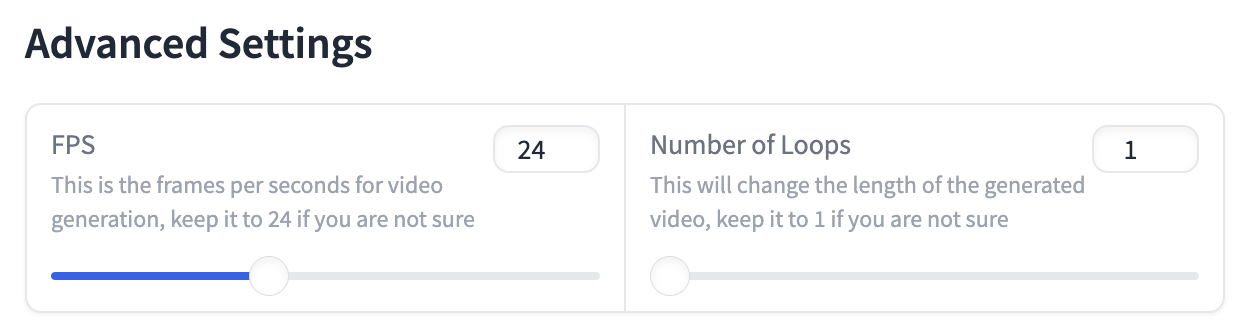 Advanced Settings
FPS
24
This is the frames per seconds for video
generation, keep it to 24 if you are not sure
Number of Loops
1
This will change the length of the generated
video, keep it to 1 if you are not sure